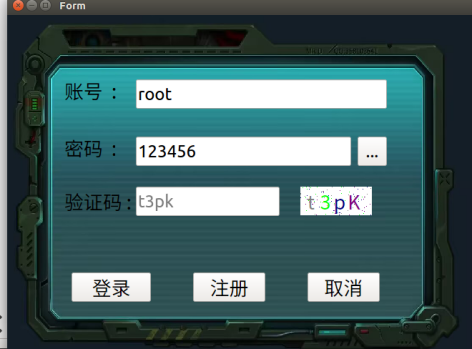 Form
账号：
root
密码：
123456
...
验证码：
t3pk
t3pK
登录
注册
取消